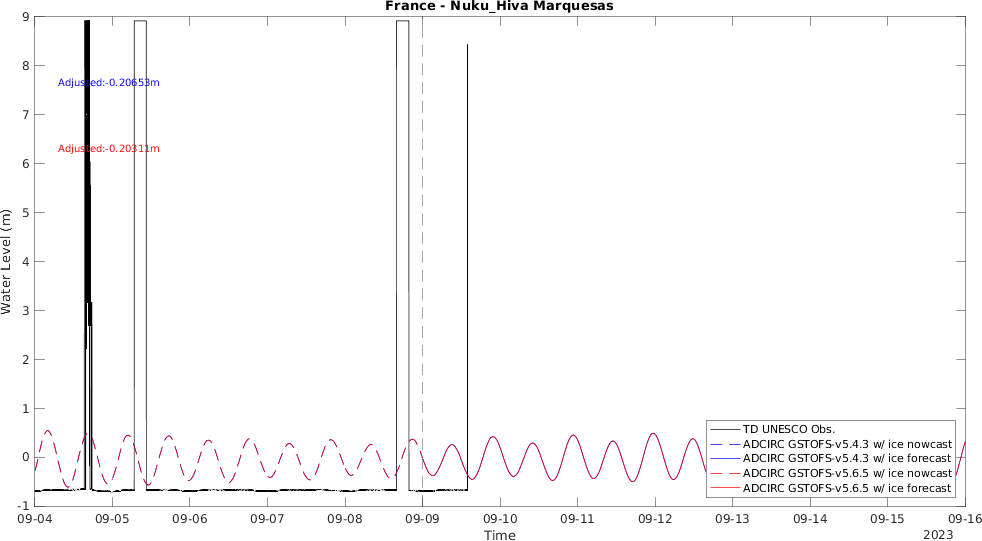 France - Nuku_Hiva Marquesas
9
8
7
6
5
4
3
2
1
0
-1
Water Level (m)
Adjusted:-0.20653m
Adjusted:-0.20311m
TD UNESCO Obs.
ADCIRC GSTOFS-v5.4.3 w/ ice nowcast
ADCIRC GSTOFS-v5.4.3 w/ ice forecast
ADCIRC GSTOFS-v5.6.5 w/ ice nowcast
ADCIRC GSTOFS-v5.6.5 w/ ice forecast
09-04 09-05 09-06 09-07 09-08 09-09 09-10 09-11 09-12 09-13 09-14 09-15 09-16
Time
2023